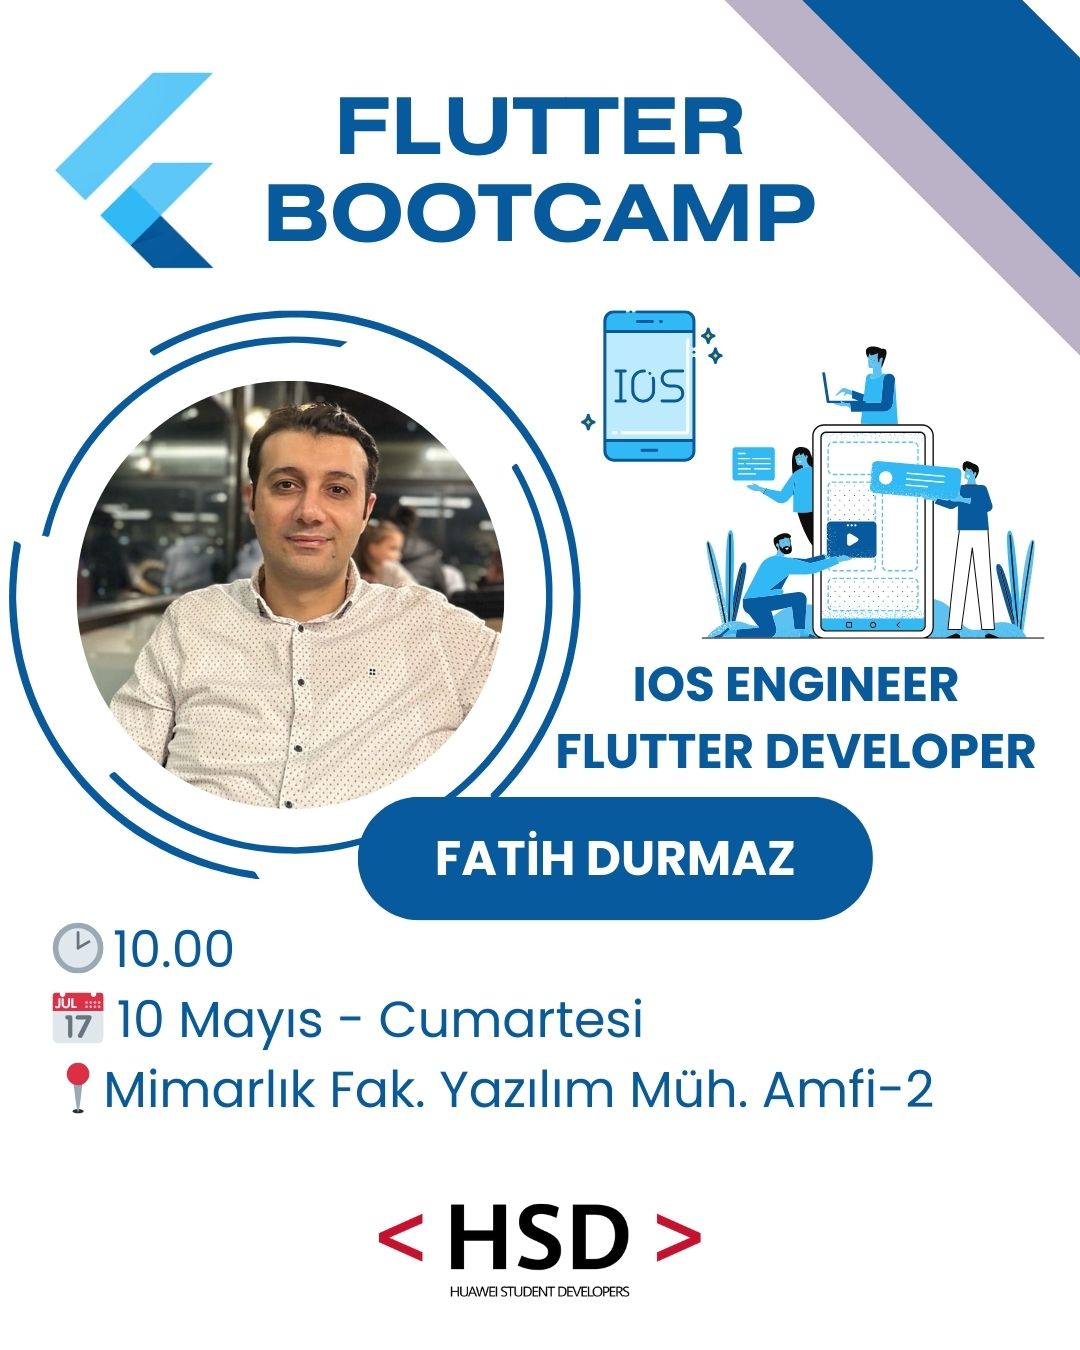 FLUTTER
BOOTCAMP
IOS
IOS ENGINEER
FLUTTER DEVELOPER
FATİH DURMAZ
10.00
JUL
17
10 Mayıs - Cumartesi
Mimarlık Fak. Yazılım Müh. Amfi-2
< HSD >
HUAWEI STUDENT DEVELOPERS